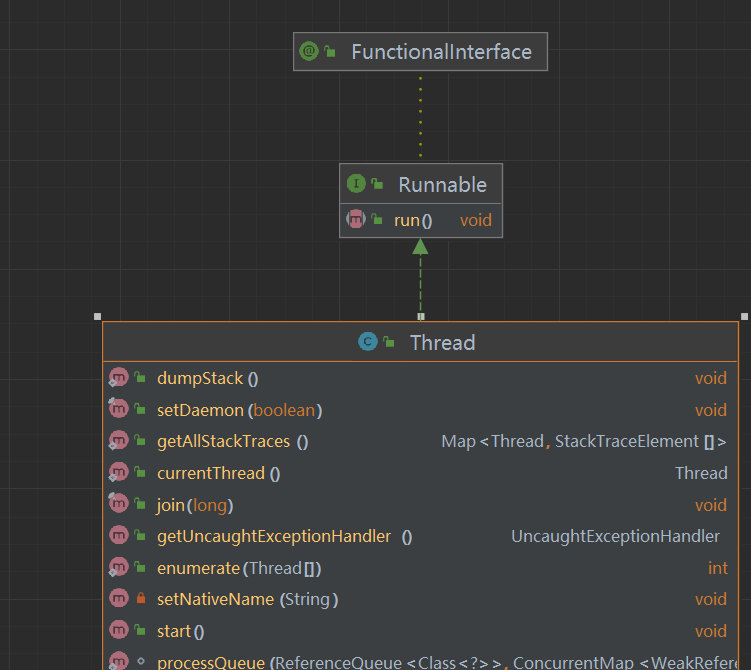 FunctionalInterface
Runnable
run() void
Thread
dumpStack () void
setDaemon (boolean) void
getAllStackTraces () Map <Thread, StackTraceElement []>
currentThread () Thread
join(long) void
getUncaughtExceptionHandler () UncaughtExceptionHandler
enumerate (Thread[]) int
setNativeName (String) void
start() void
processQueue (ReferenceQueue <Class<?>>, ConcurrentMap <WeakRefere